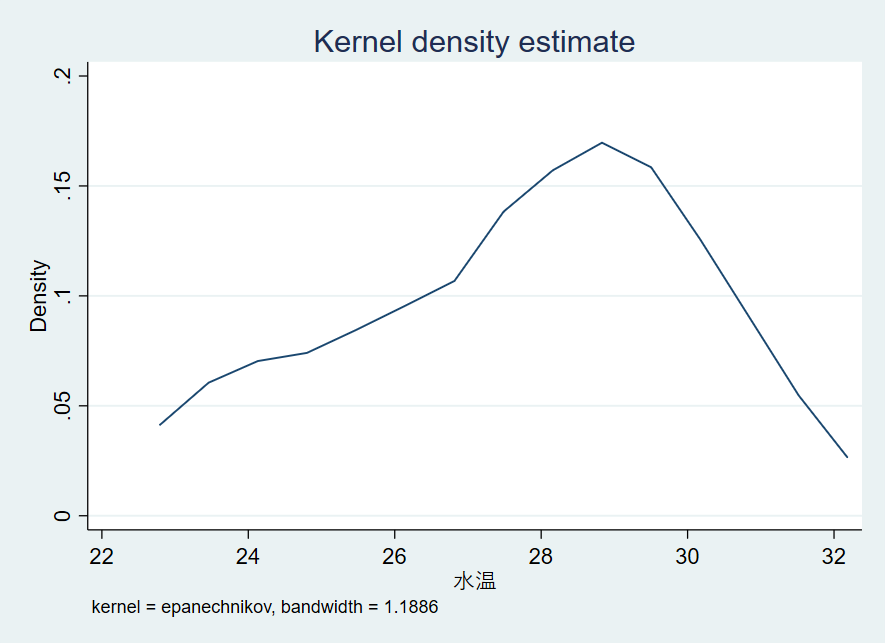 Kernel density estimate
Density
.2
.15
.1
.05
0
22 24 26 28 30 32
水温
kernel = epanechnikov, bandwidth = 1.1886